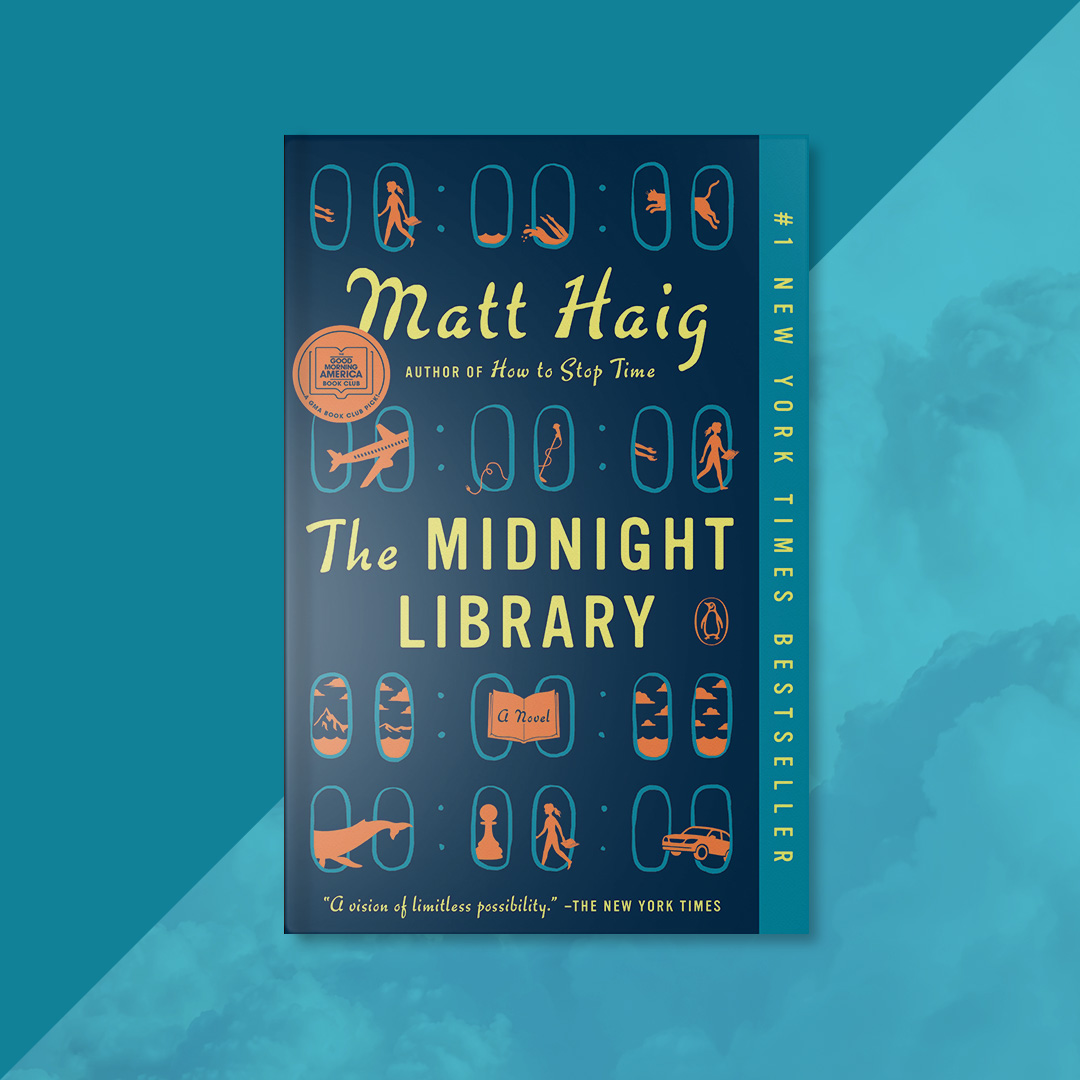 Matt Haig
AUTHOR OF How to Stop Time
GOOD
MORNING
AMERICA
BOOK CLUB
A GMA BOOK CLUB PICK!
The MIDNIGHT
LIBRARY
A Novel
"A vision of limitless possibility." –THE NEW YORK TIMES
#1 NEW YORK TIMES BESTSELLER